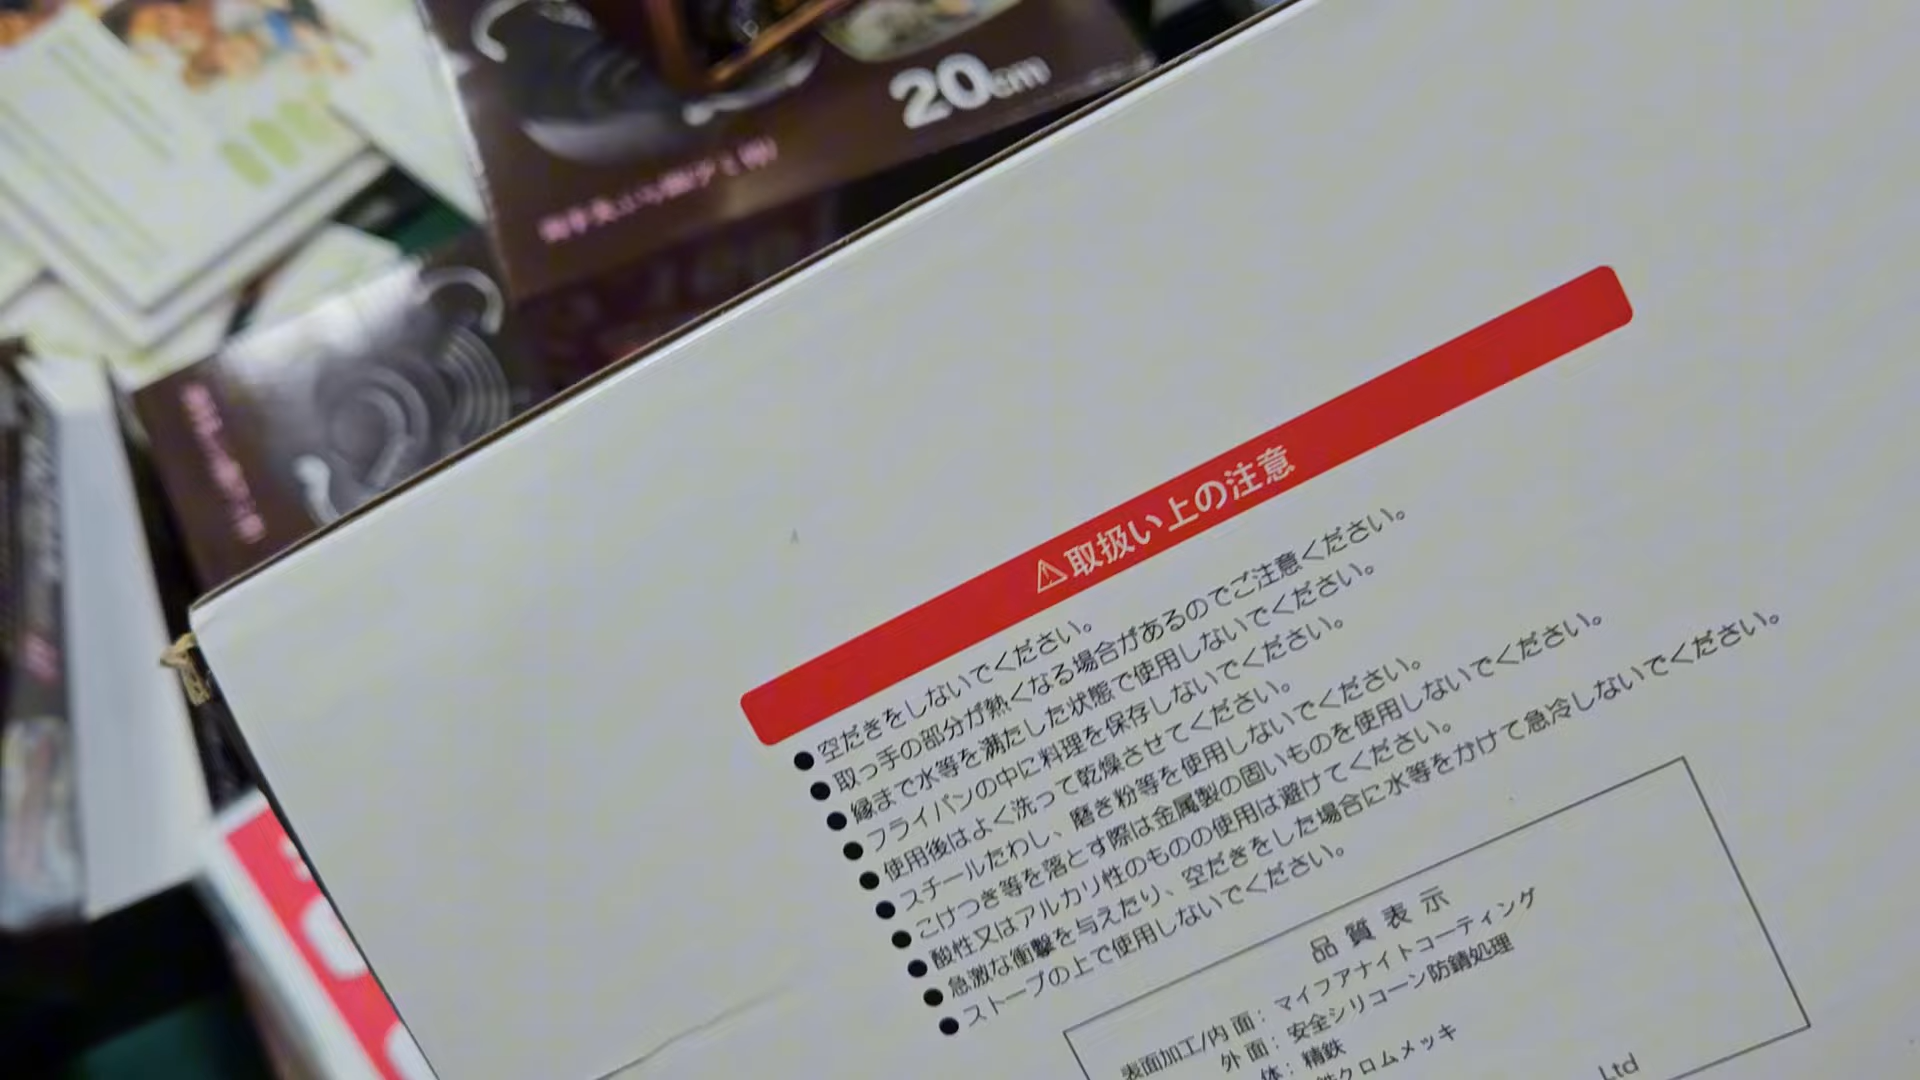 20cm
⚠取扱い上の注意
●空だきをしないでください。
●取っ手の部分が熱くなる場合があるのでご注意ください。
●縁まで水等を満たした状態で使用しないでください。
●フライパンの中に料理を保存しないでください。
●使用後はよく洗って乾燥させてください。
●スチールたわし、磨き粉等を使用しないでください。
●こげつき等を落とす際は金属製の固いものを使用しないでください。
●酸性又はアルカリ性のものの使用は避けてください。
●急激な衝撃を与えたり、空だきをした場合に水等をかけて急冷しないでください。
●ストーブの上で使用しないでください。
品質表示
表面加工/内面：マイフアナイトコーティング
外面：安全シリコーン防錆処理
体：精鉄
鉄クロムメッキ
Ltd